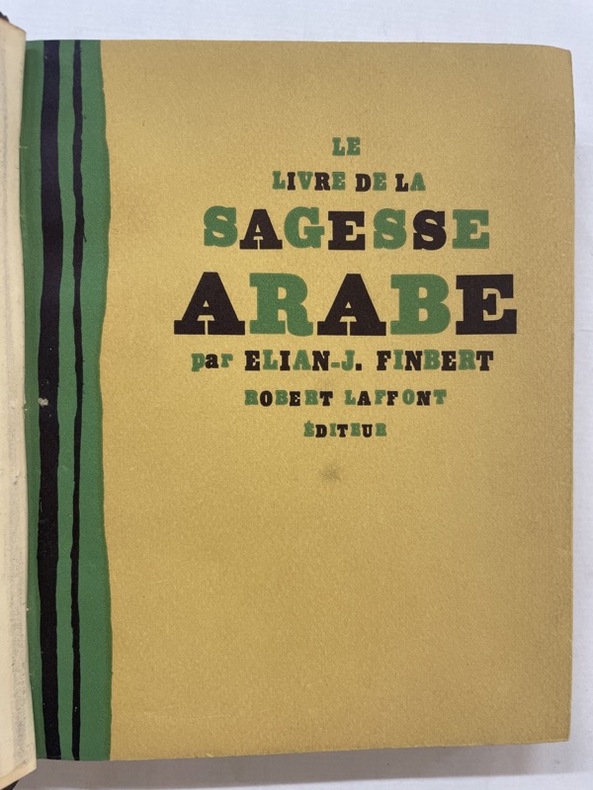 LE
LIVRE DE LA
SAGESSE
ARABE
par ELIAN-J. FINBERT
ROBERT LAFFONT
ÉDITEUR